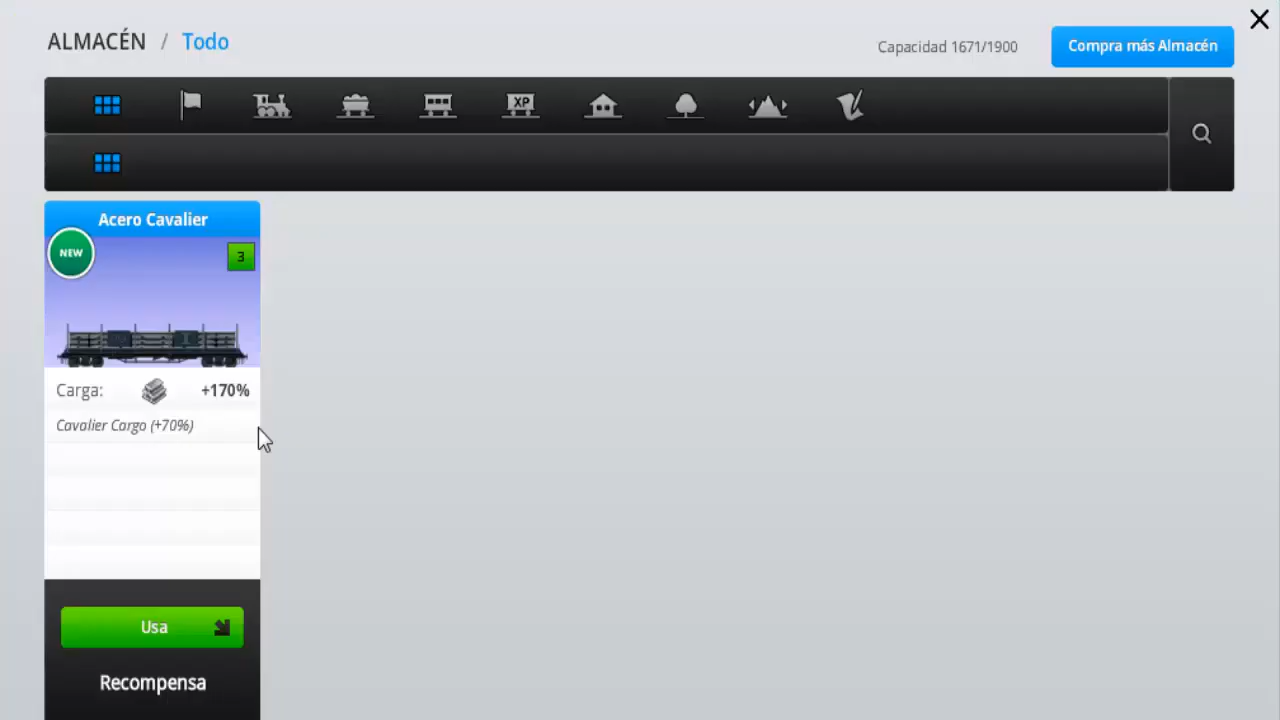 ALMACÉN / Todo
Capacidad 1671/1900
Compra más Almacén
XP
Acero Cavalier
NEW
3
Carga: +170%
Cavalier Cargo (+70%)
Usa
Recompensa